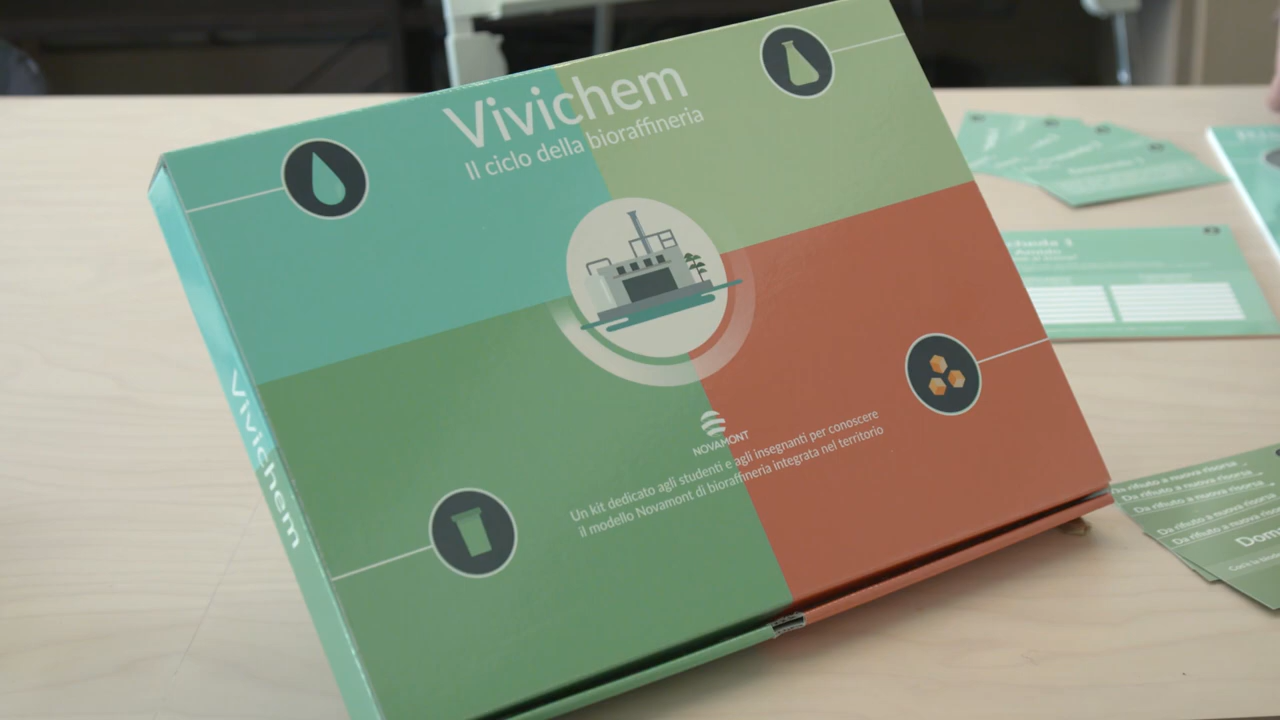 Vivichem
Il ciclo della bioraffineria
NOVAMONT
Un kit dedicato agli studenti e agli insegnanti per conoscere
il modello Novamont di bioraffineria integrata nel territorio
Vivichem
Da rifiuto a nuova risorsa
Da rifiuto a nuova risorsa
Da rifiuto a nuova risorsa
Da rifiuto a nuova risorsa